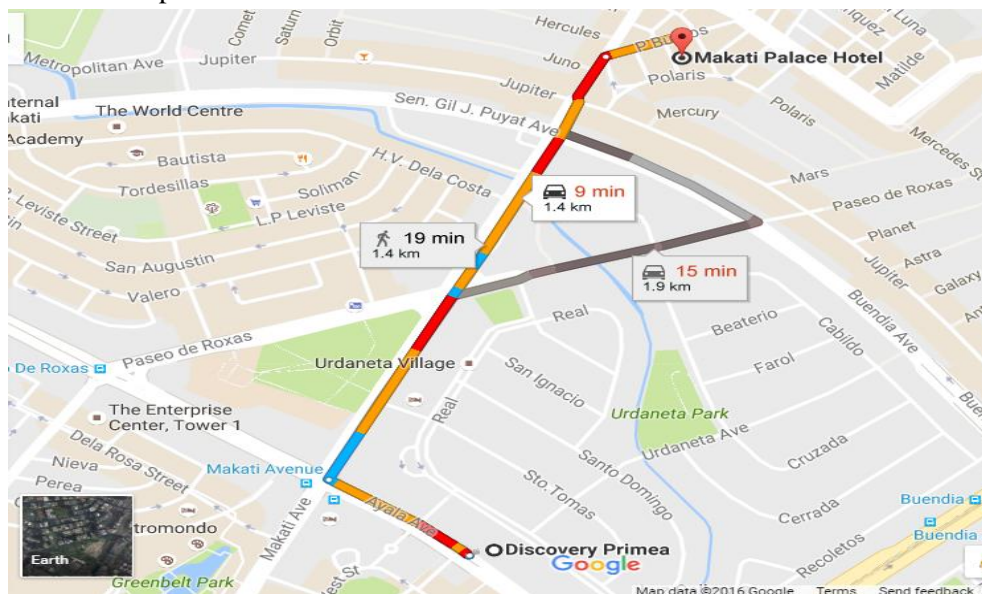 Comet
Saturn
Orbit
Hercules
P Burgos
Luna
Makati Palace Hotel
Metropolitan Ave
Jupiter
Juno
Jupiter
Polaris
Matilde
Polaris
Mercury
Sen. Gil J. Puyat Ave
The World Centre
ternal
akati
Academy
Bautista
Tordesillas
Soliman
H.V. Dela Costa
L.P Leviste
P. Leviste Street
San Augustin
Valero
Mercedes St
Mars
Paseo de Roxas
Planet
Astra
Galaxy
Jupiter
9 min
1.4 km
19 min
1.4 km
15 min
1.9 km
Buendia Ave
Cabildo
Beaterio
Farol
Real
San Ignacio
Real
Urdaneta Village
Paseo de Roxas
o De Roxas
The Enterprise
Center, Tower 1
Urdaneta Park
Urdaneta Ave
Cruzada
Cerrada
Recoletos
Santo Domingo
Sto. Tomas
Dela Rosa Street
Nieva
Perea
Makati Avenue
Makati Ave
Ayala Ave
tromondo
Greenbelt Park
est St
Discovery Primea
Google
Buendia
Buendia
Earth
Map data ©2016 Google Terms Send feedback